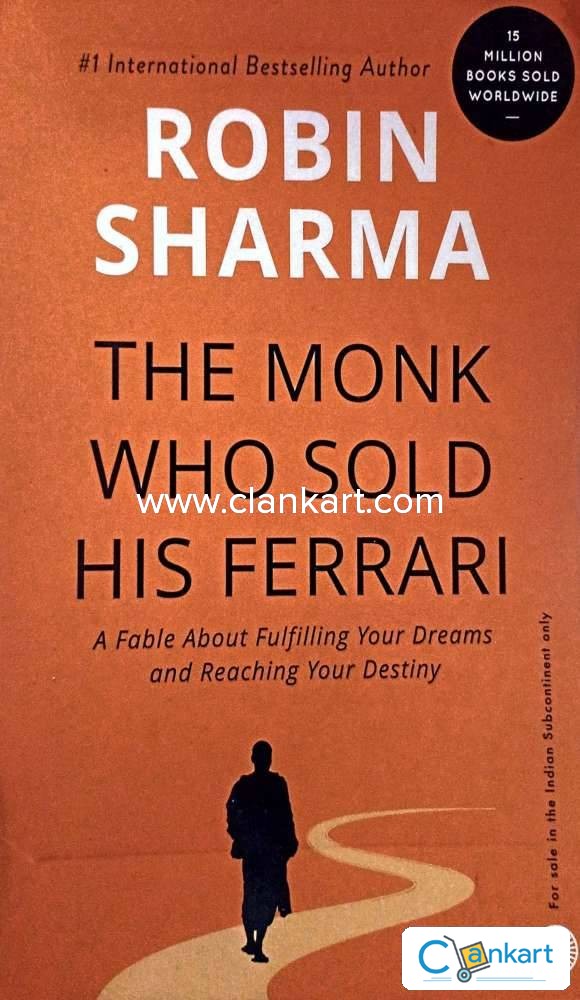 #1 International Bestselling Author
15
MILLION
BOOKS SOLD
WORLDWIDE
ROBIN
SHARMA
THE MONK
WHO SOLD
www.clankart.com
HIS FERRARI
A Fable About Fulfilling Your Dreams
and Reaching Your Destiny
For sale in the Indian Subcontinent only
Clankart